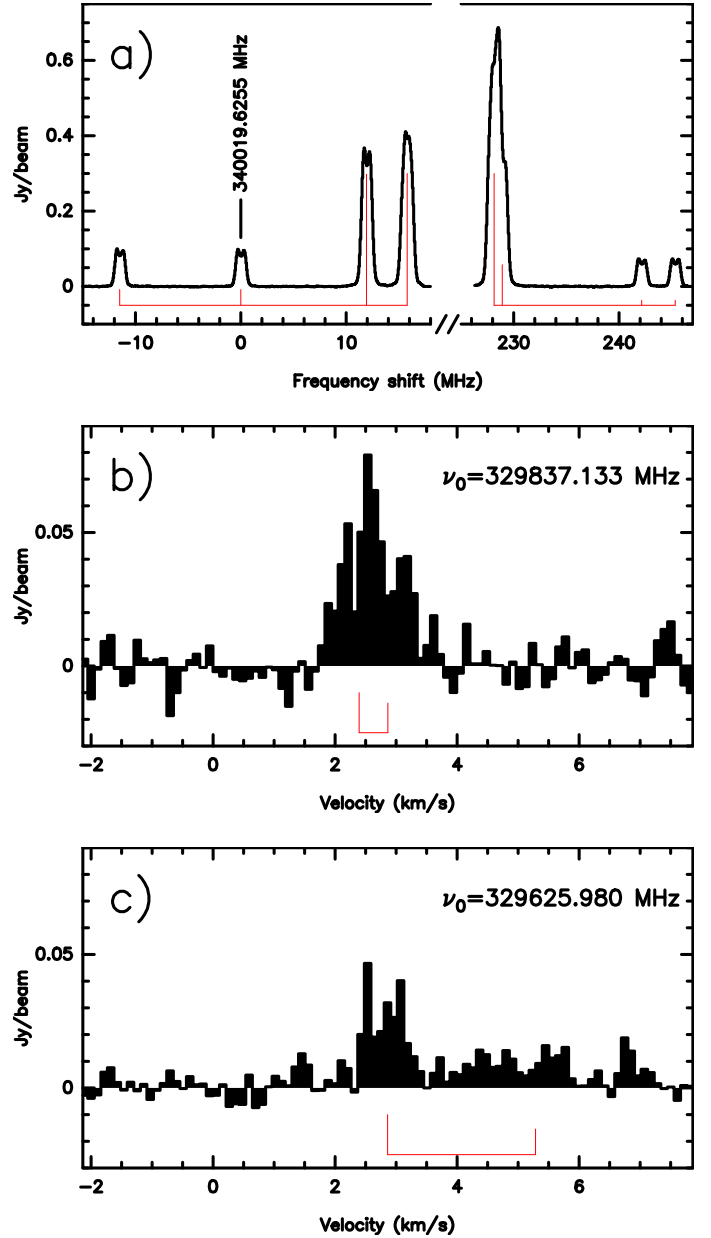 a)
340019.6255 MHz
Jy/beam
0.6
0.4
0.2
0
−10 0 10 // 230 240
Frequency shift (MHz)
b)
ν₀=329837.133 MHz
Jy/beam
0.05
0
−2 0 2 4 6
Velocity (km/s)
c)
ν₀=329625.980 MHz
Jy/beam
0.05
0
−2 0 2 4 6
Velocity (km/s)